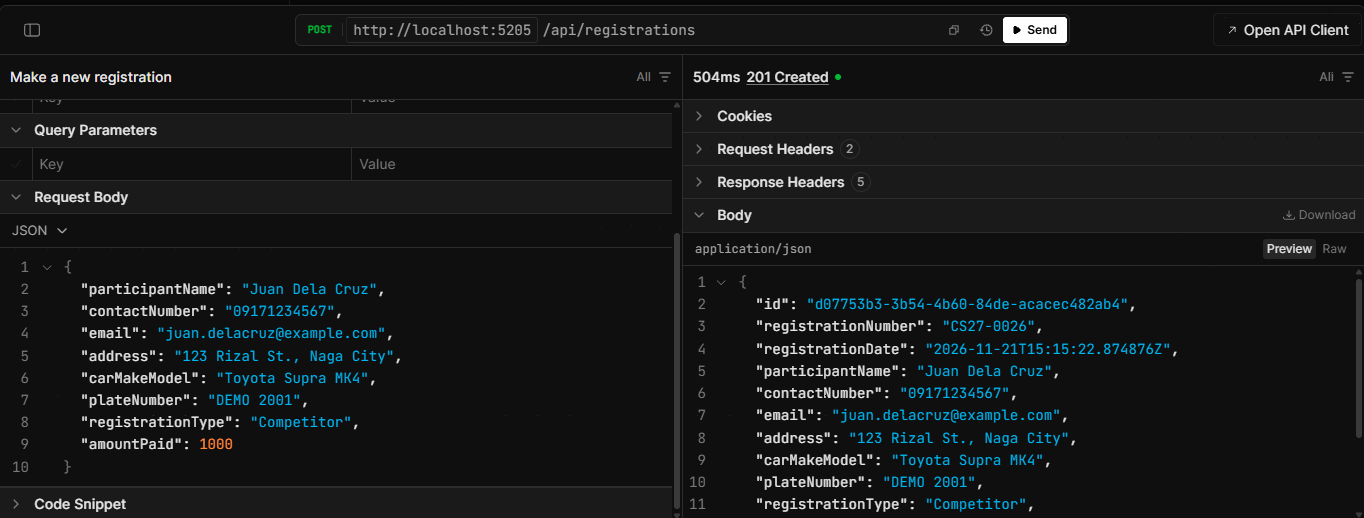 POST http://localhost:5205 /api/registrations Send Open API Client
Make a new registration All
Key Value
Query Parameters
Key Value
Request Body
JSON
1 {
2 "participantName": "Juan Dela Cruz",
3 "contactNumber": "09171234567",
4 "email": "juan.delacruz@example.com",
5 "address": "123 Rizal St., Naga City",
6 "carMakeModel": "Toyota Supra MK4",
7 "plateNumber": "DEMO 2001",
8 "registrationType": "Competitor",
9 "amountPaid": 1000
10 }
Code Snippet
504ms 201 Created All
Cookies
Request Headers 2
Response Headers 5
Body Download
application/json Preview Raw
1 {
2 "id": "d07753b3-3b54-4b60-84de-acacec482ab4",
3 "registrationNumber": "CS27-0026",
4 "registrationDate": "2026-11-21T15:15:22.874876Z",
5 "participantName": "Juan Dela Cruz",
6 "contactNumber": "09171234567",
7 "email": "juan.delacruz@example.com",
8 "address": "123 Rizal St., Naga City",
9 "carMakeModel": "Toyota Supra MK4",
10 "plateNumber": "DEMO 2001",
11 "registrationType": "Competitor",